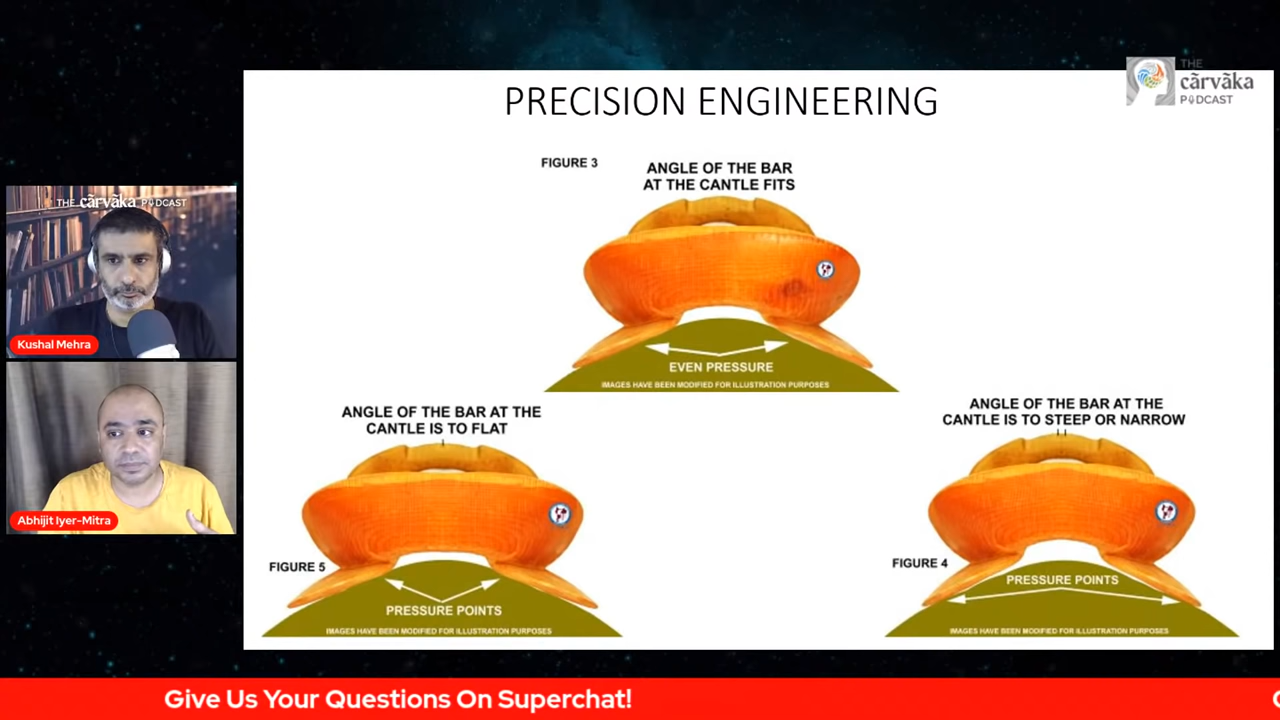 THE
cārvāka
PODCAST
PRECISION ENGINEERING
FIGURE 3
ANGLE OF THE BAR
AT THE CANTLE FITS
EVEN PRESSURE
IMAGES HAVE BEEN MODIFIED FOR ILLUSTRATION PURPOSES
THE cārvāka PODCAST
Kushal Mehra
Abhijit Iyer-Mitra
ANGLE OF THE BAR AT THE
CANTLE IS TO FLAT
FIGURE 5
PRESSURE POINTS
IMAGES HAVE BEEN MODIFIED FOR ILLUSTRATION PURPOSES
ANGLE OF THE BAR AT THE
CANTLE IS TO STEEP OR NARROW
FIGURE 4
PRESSURE POINTS
IMAGES HAVE BEEN MODIFIED FOR ILLUSTRATION PURPOSES
Give Us Your Questions On Superchat!